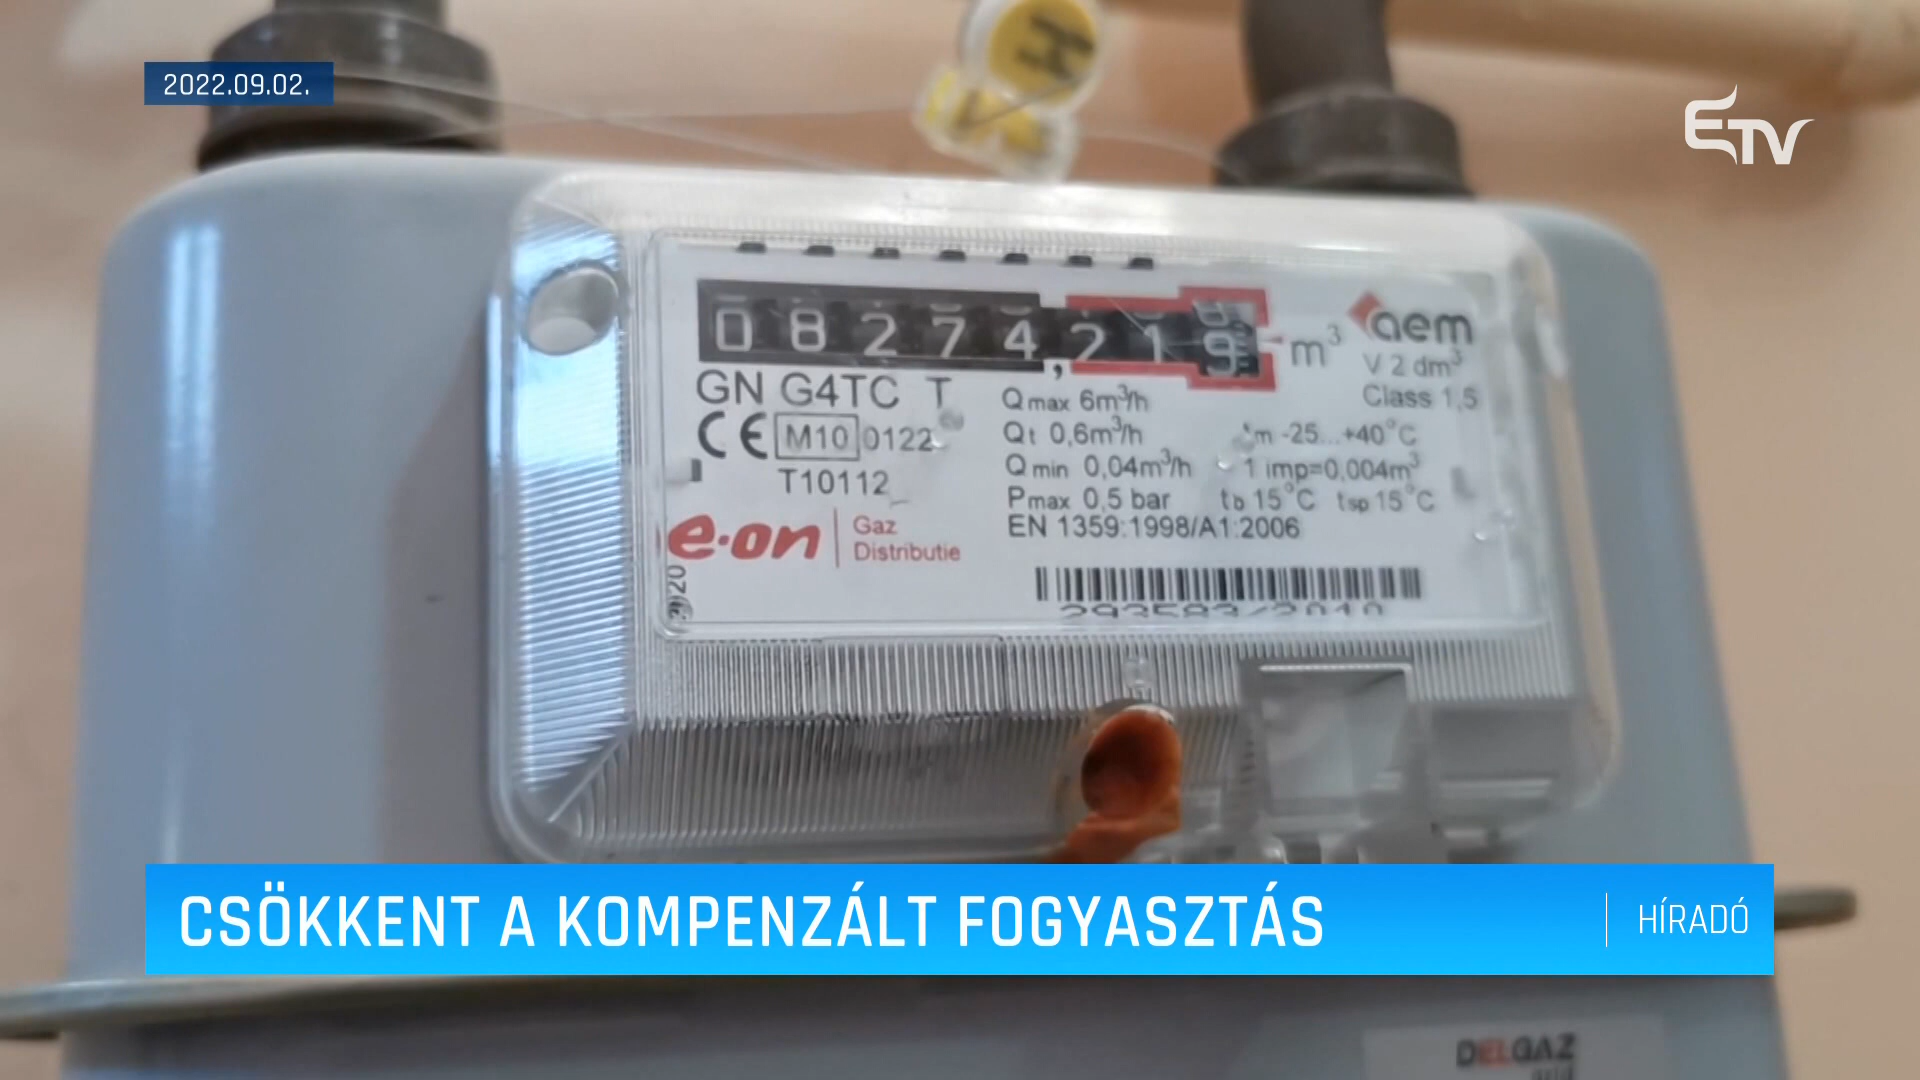 2022.09.02.
ETV
08274,219 m³
aem
V 2 dm³
Class 1,5
GN G4TC T
CE M10 0122
T10112
Qmax 6m³/h
Qt 0,6m³/h
tm -25...+40°C
Qmin 0,04m³/h
1 imp=0,004m³
Pmax 0,5 bar
tb 15°C tsp 15°C
EN 1359:1998/A1:2006
e·on Gaz
Distributie
293583/2010
CSÖKKENT A KOMPENZÁLT FOGYASZTÁS
HÍRADÓ
DELGAZ